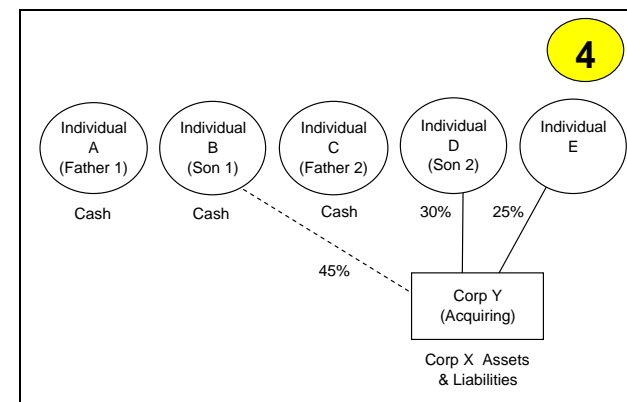 4
Individual
A
(Father 1)
Individual
B
(Son 1)
Individual
C
(Father 2)
Individual
D
(Son 2)
Individual
E
Cash
Cash
Cash
30%
25%
45%
Corp Y
(Acquiring)
Corp X Assets
& Liabilities